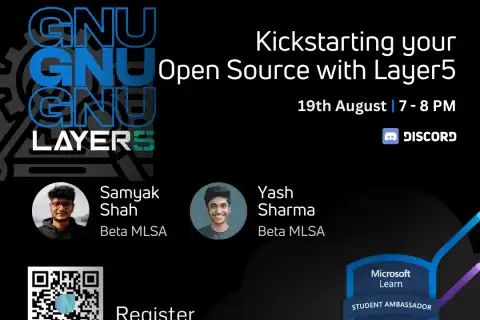 GNU
GNU
GNU
LAYER5
Kickstarting your
Open Source with Layer5
19th August | 7 - 8 PM
DISCORD
Samyak
Shah
Beta MLSA
Yash
Sharma
Beta MLSA
Register
Microsoft
Learn
STUDENT AMBASSADOR